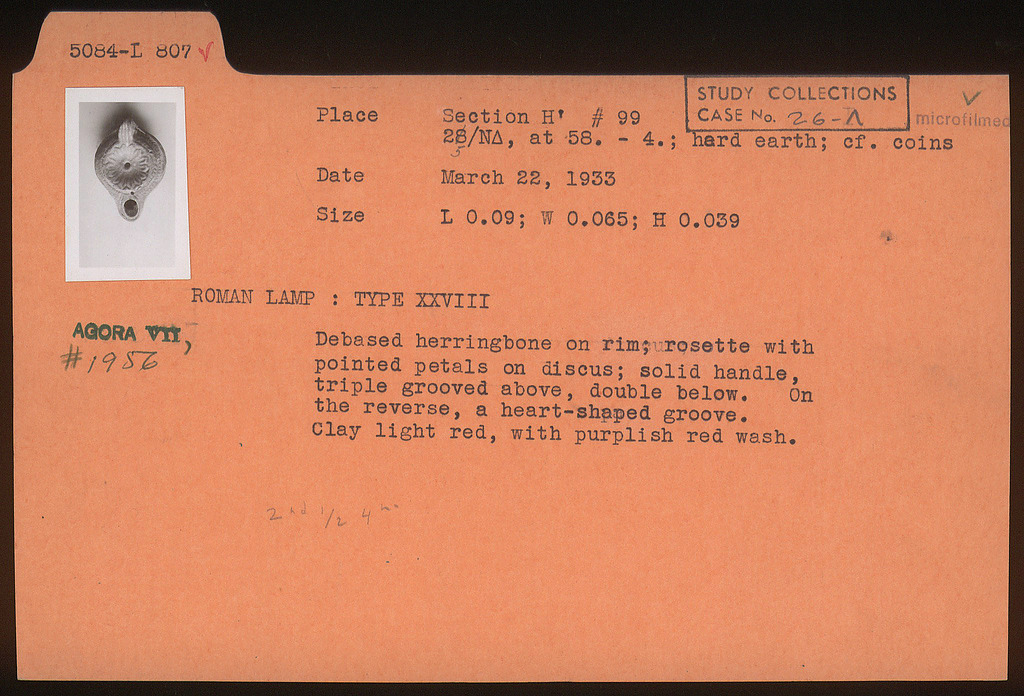 5084-L 807 ✓
STUDY COLLECTIONS
CASE No. 26-Λ
✓
microfilmed
Place Section H' # 99
28/ΝΔ, at 58. - 4.; hard earth; cf. coins
5
Date March 22, 1933
Size L 0.09; W 0.065; H 0.039
ROMAN LAMP : TYPE XXVIII
AGORA VII,
#1956
Debased herringbone on rim; rosette with
pointed petals on discus; solid handle,
triple grooved above, double below. On
the reverse, a heart-shaped groove.
Clay light red, with purplish red wash.
2nd 1/2 4